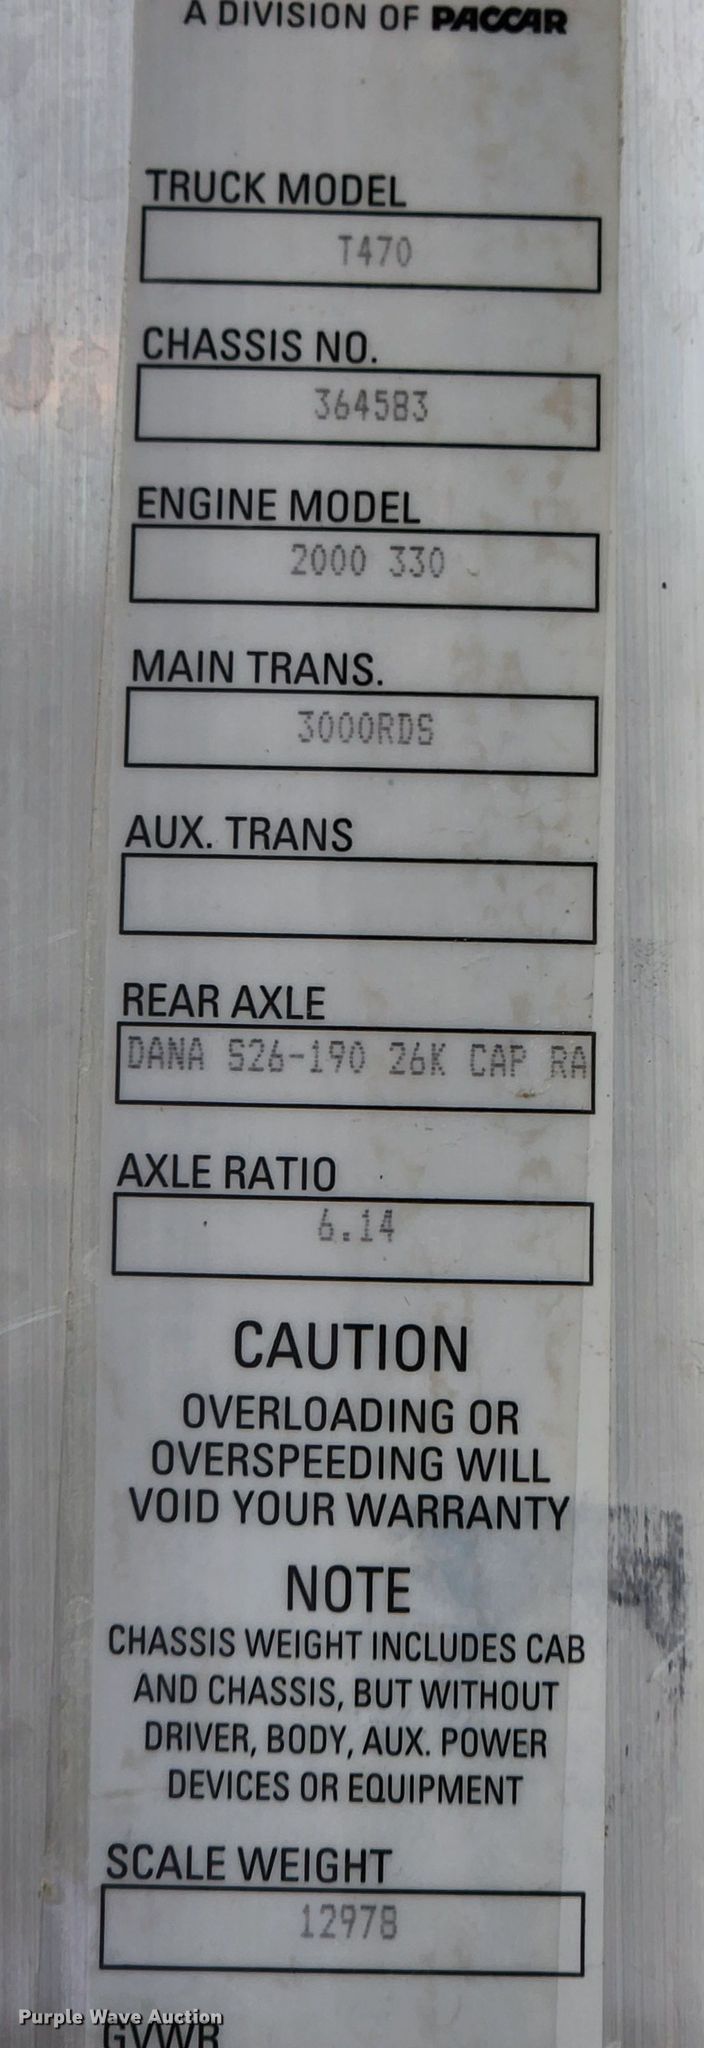 A DIVISION OF PACCAR
TRUCK MODEL
T470
CHASSIS NO.
364583
ENGINE MODEL
2000 330
MAIN TRANS.
3000RDS
AUX. TRANS
REAR AXLE
DANA S26-190 26K CAP RA
AXLE RATIO
6.14
CAUTION
OVERLOADING OR
OVERSPEEDING WILL
VOID YOUR WARRANTY
NOTE
CHASSIS WEIGHT INCLUDES CAB
AND CHASSIS, BUT WITHOUT
DRIVER, BODY, AUX. POWER
DEVICES OR EQUIPMENT
SCALE WEIGHT
12978
Purple Wave Auction
GVWR